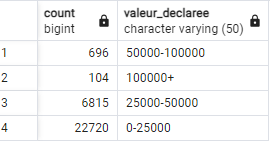 count valeur_declaree
bigint character varying (50)
1 696 50000-100000
2 104 100000+
3 6815 25000-50000
4 22720 0-25000